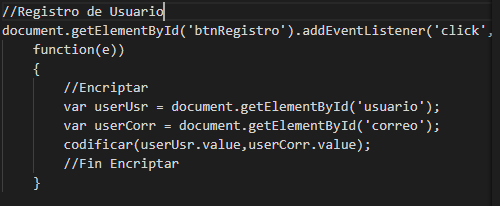 //Registro de Usuario
document.getElementById('btnRegistro').addEventListener('click',
function(e))
{
//Encriptar
var userUsr = document.getElementById('usuario');
var userCorr = document.getElementById('correo');
codificar(userUsr.value,userCorr.value);
//Fin Encriptar
}